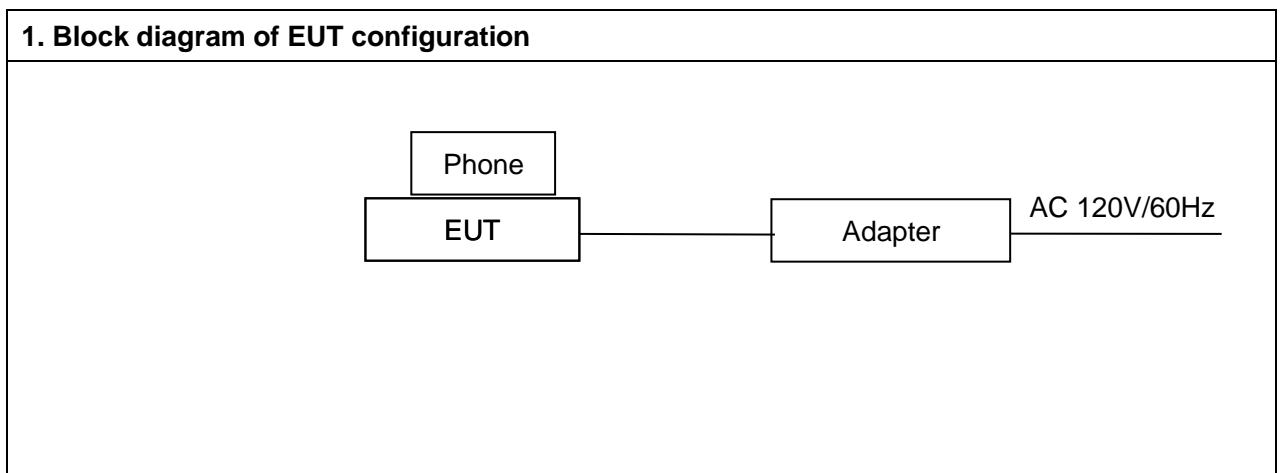 1. Block diagram of EUT configuration
Phone
EUT
Adapter
AC 120V/60Hz